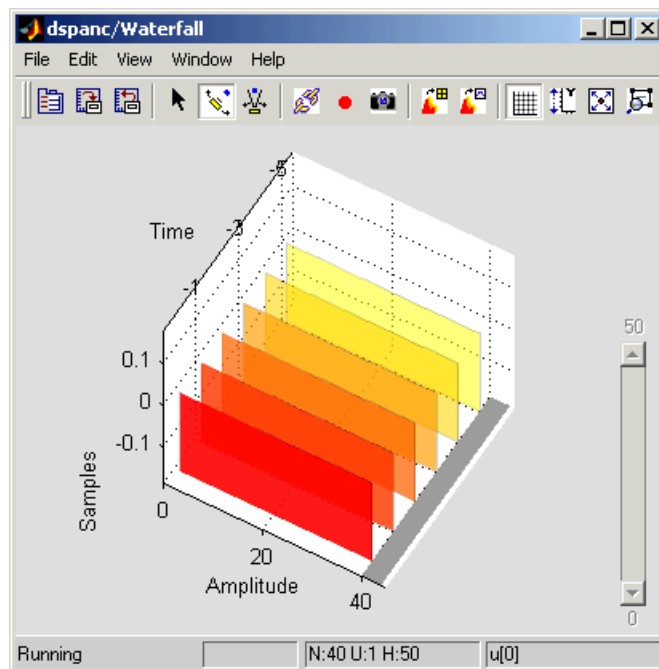 dspanc/Waterfall
File Edit View Window Help
-5
Time
-3
-1
50
0.1
0
-0.1
Samples
0
20
Amplitude
40
0
Running N:40 U:1 H:50 u[0]